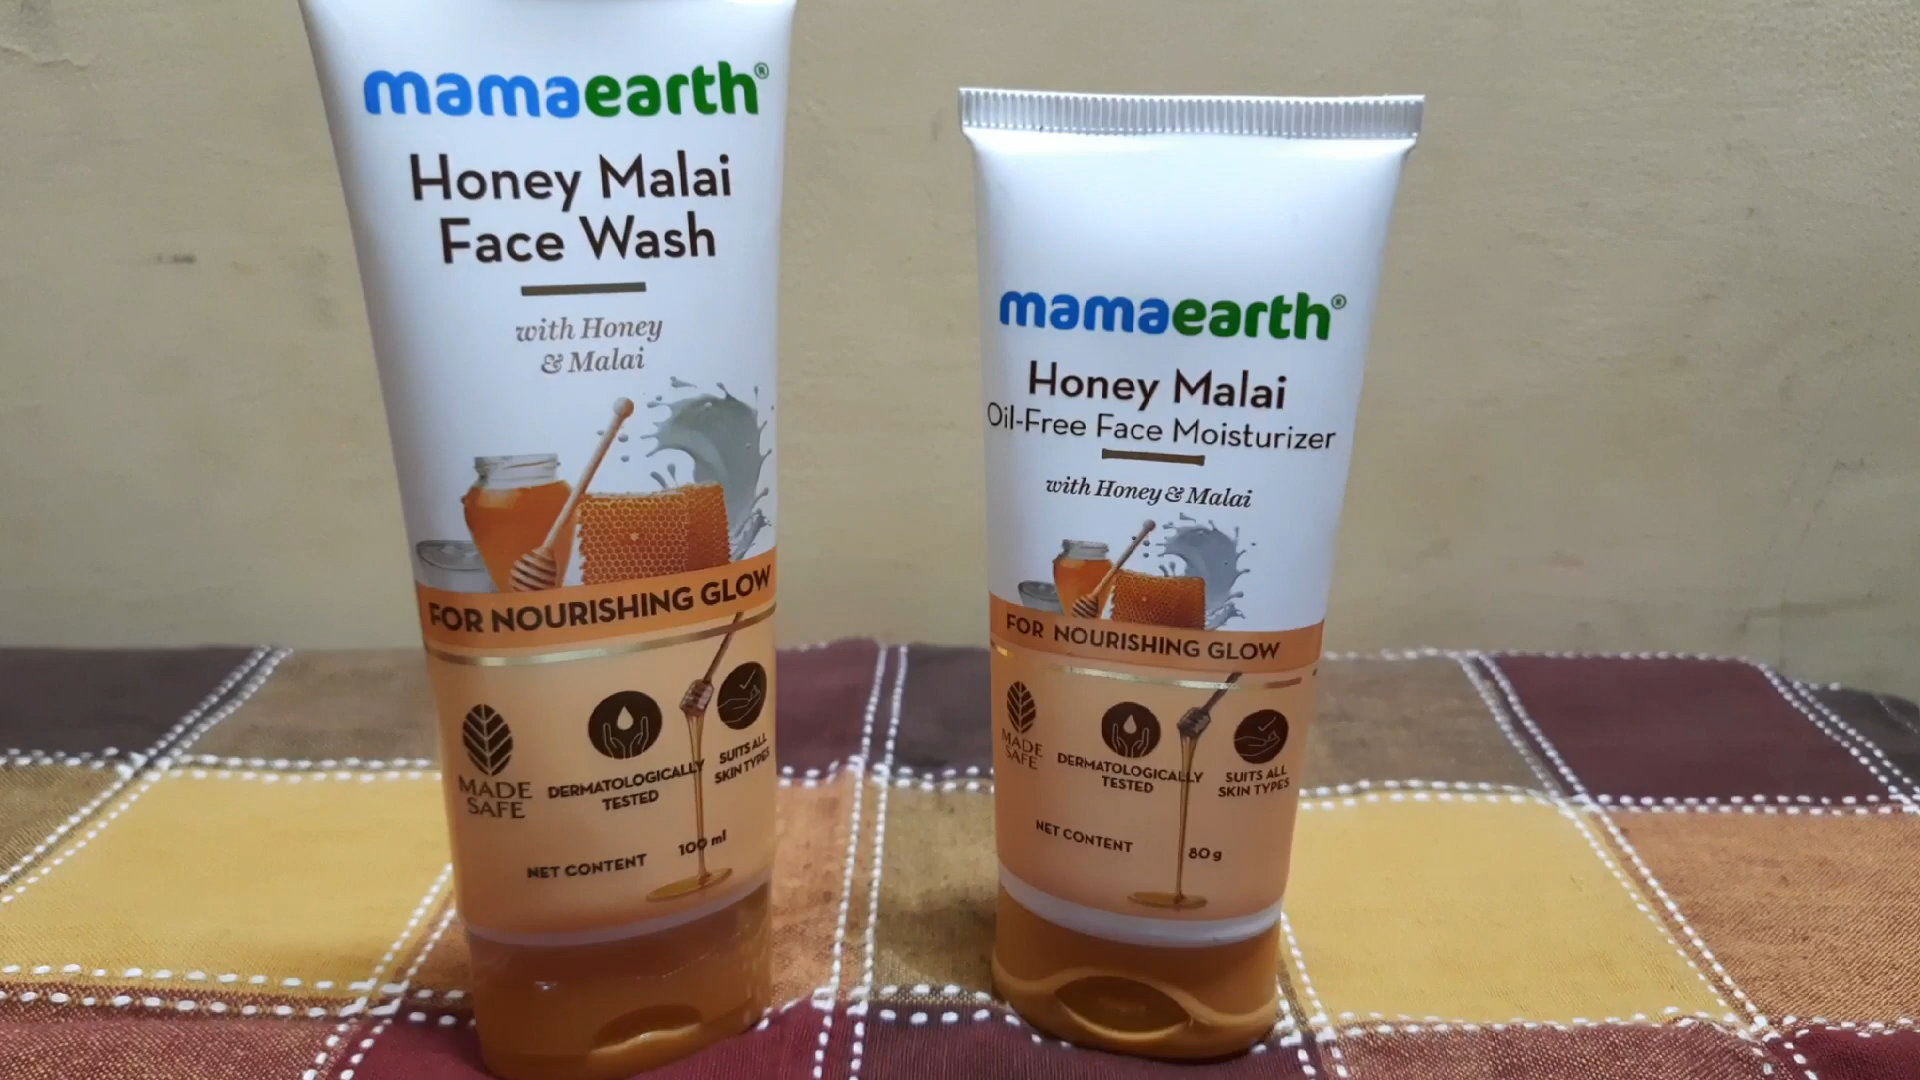 mamaearth®
Honey Malai
Face Wash
with Honey
& Malai
FOR NOURISHING GLOW
MADE
SAFE
DERMATOLOGICALLY
TESTED
SUITS ALL
SKIN TYPES
NET CONTENT 100 ml
mamaearth®
Honey Malai
Oil-Free Face Moisturizer
with Honey & Malai
FOR NOURISHING GLOW
MADE
SAFE
DERMATOLOGICALLY
TESTED
SUITS ALL
SKIN TYPES
NET CONTENT 80 g